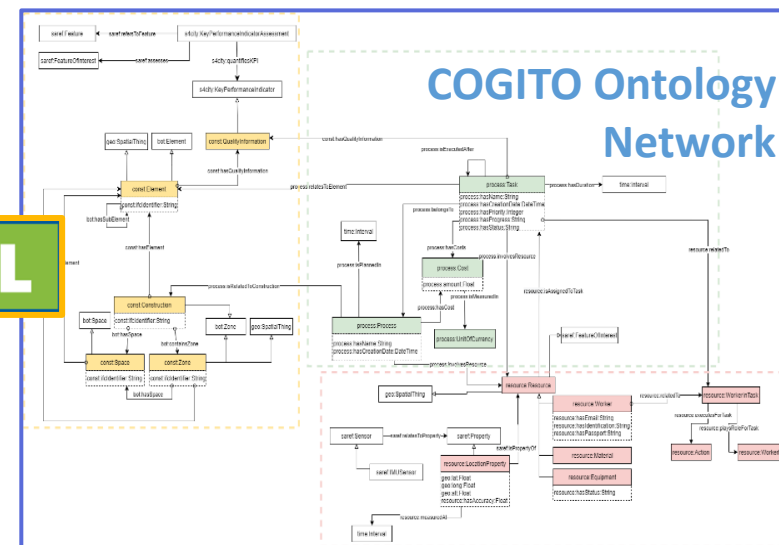 COGITO Ontology
Network
L
saref:Feature
saref:refersToFeature
s4city:KeyPerformanceIndicatorAssessment
saref:FeatureOfInterest
saref:assesses
s4city:quantifiesKPI
s4city:KeyPerformanceIndicator
geo:SpatialThing
bot:Element
const:QualityInformation
const:hasQualityInformation
const:hasQualityInformation
const:Element
const:ifcIdentifier:String
bot:hasSubElement
const:hasElement
ement
const:Construction
const:ifcIdentifier:String
bot:Space
bot:hasSpace
bot:containsZone
bot:Zone
geo:SpatialThing
const:Space
const:ifcIdentifier:String
const:Zone
const:ifcIdentifier:String
bot:hasSpace
process:isExecutedAfter
process:relatesToElement
process:Task
process:hasName:String
process:hasCreationDate:DateTime
process:hasPriority:Integer
process:hasProgress:String
process:hasStatus:String
process:hasDuration
time:Interval
process:belongsTo
time:Interval
process:isPlannedIn
process:hasCosts
process:involvesResource
process:Cost
process:amount:Float
process:isMeasuredIn
process:hasCost
process:isRelatedToConstruction
process:Process
process:hasName:String
process:hasCreationDate:DateTime
process:UnitOfCurrency
process:involvesResource
resource:isAssignedToTask
resource:relatedTo
saref:FeatureOfInterest
geo:SpatialThing
resource:Resource
resource:Worker
resource:hasEmail:String
resource:hasIdentification:String
resource:hasPassport:String
resource:relatedTo
resource:WorkerInTask
resource:executesForTask
resource:playsRoleForTask
resource:Action
resource:Worker
resource:Material
resource:Equipment
resource:hasStatus:String
saref:Sensor
saref:relatesToProperty
saref:Property
saref:isPropertyOf
saref:IMUSensor
resource:LocationProperty
geo:lat:Float
geo:long:Float
geo:alt:Float
resource:hasAccuracy:Float
resource:measuredAt
time:Interval